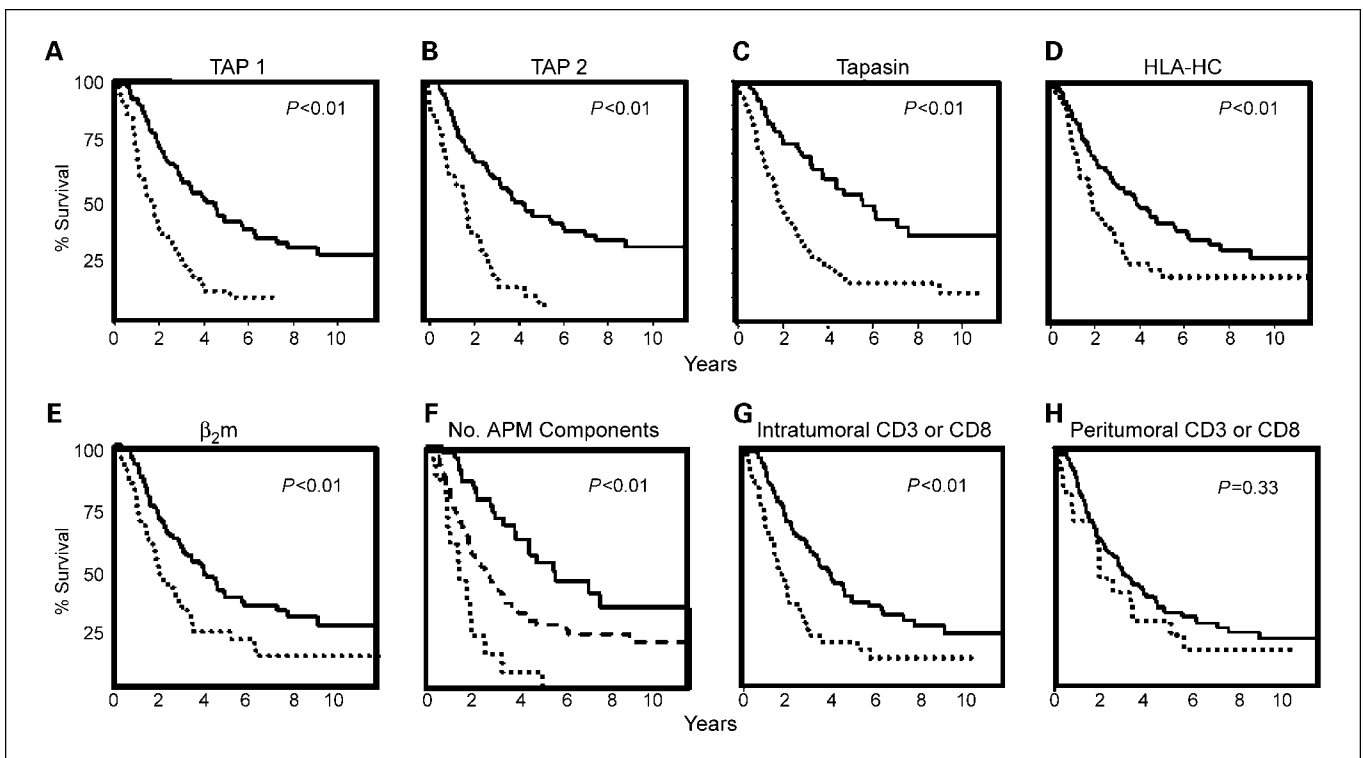 A
TAP 1
B
TAP 2
C
Tapasin
D
HLA-HC
100
75
50
25
% Survival
P<0.01
P<0.01
P<0.01
P<0.01
0 2 4 6 8 10
0 2 4 6 8 10
0 2 4 6 8 10
0 2 4 6 8 10
Years
E
β₂m
F
No. APM Components
G
Intratumoral CD3 or CD8
H
Peritumoral CD3 or CD8
100
75
50
25
% Survival
P<0.01
P<0.01
P<0.01
P=0.33
0 2 4 6 8 10
0 2 4 6 8 10
0 2 4 6 8 10
0 2 4 6 8 10
Years